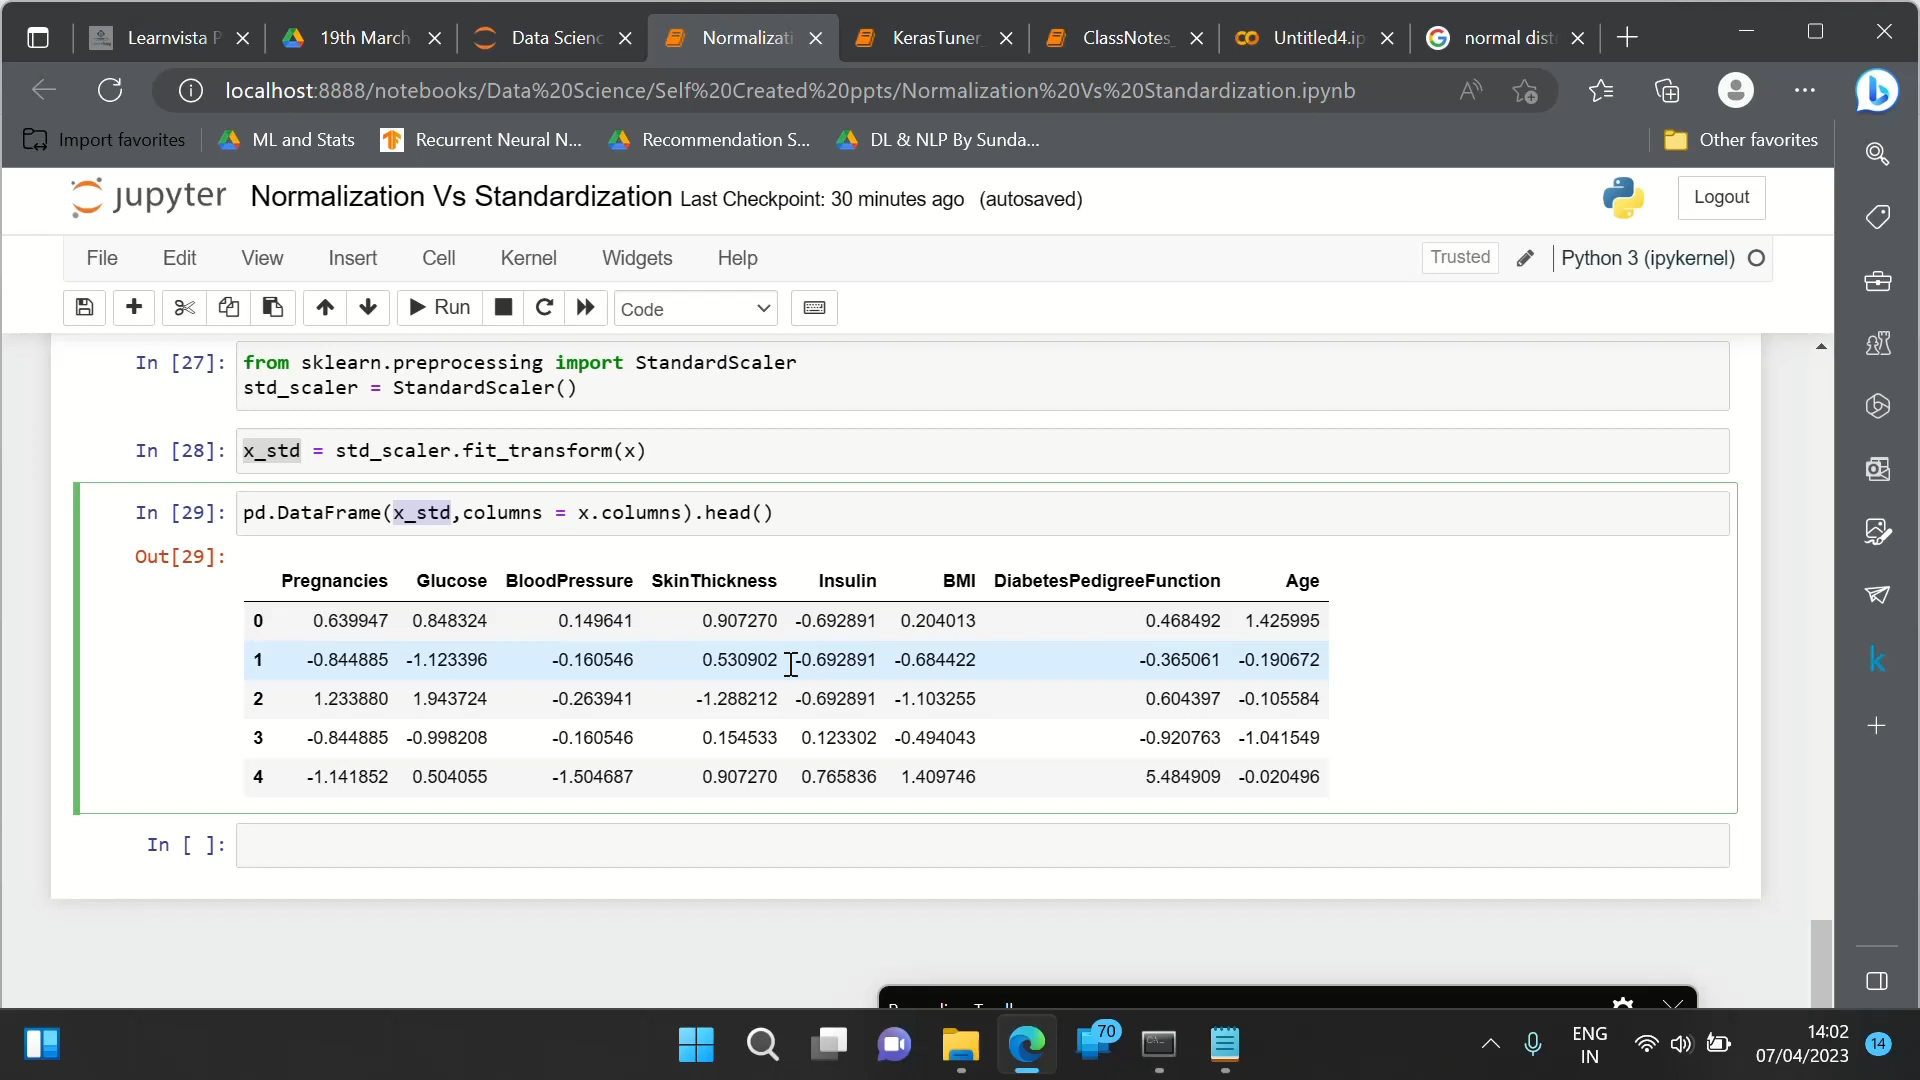 Learnvista P
19th March
Data Scienc
Normalizati
KerasTuner_
ClassNotes_
Untitled4.ip
normal dist
localhost:8888/notebooks/Data%20Science/Self%20Created%20ppts/Normalization%20Vs%20Standardization.ipynb
Import favorites
ML and Stats
Recurrent Neural N...
Recommendation S...
DL & NLP By Sunda...
Other favorites
jupyter Normalization Vs Standardization Last Checkpoint: 30 minutes ago (autosaved)
Logout
File Edit View Insert Cell Kernel Widgets Help
Trusted
Python 3 (ipykernel)
Run
Code
In [27]: from sklearn.preprocessing import StandardScaler
std_scaler = StandardScaler()
In [28]: x_std = std_scaler.fit_transform(x)
In [29]: pd.DataFrame(x_std,columns = x.columns).head()
Out[29]:
Pregnancies Glucose BloodPressure SkinThickness Insulin BMI DiabetesPedigreeFunction Age
0 0.639947 0.848324 0.149641 0.907270 -0.692891 0.204013 0.468492 1.425995
1 -0.844885 -1.123396 -0.160546 0.530902 -0.692891 -0.684422 -0.365061 -0.190672
2 1.233880 1.943724 -0.263941 -1.288212 -0.692891 -1.103255 0.604397 -0.105584
3 -0.844885 -0.998208 -0.160546 0.154533 0.123302 -0.494043 -0.920763 -1.041549
4 -1.141852 0.504055 -1.504687 0.907270 0.765836 1.409746 5.484909 -0.020496
In [ ]:
70
ENG
IN
14:02
07/04/2023
14